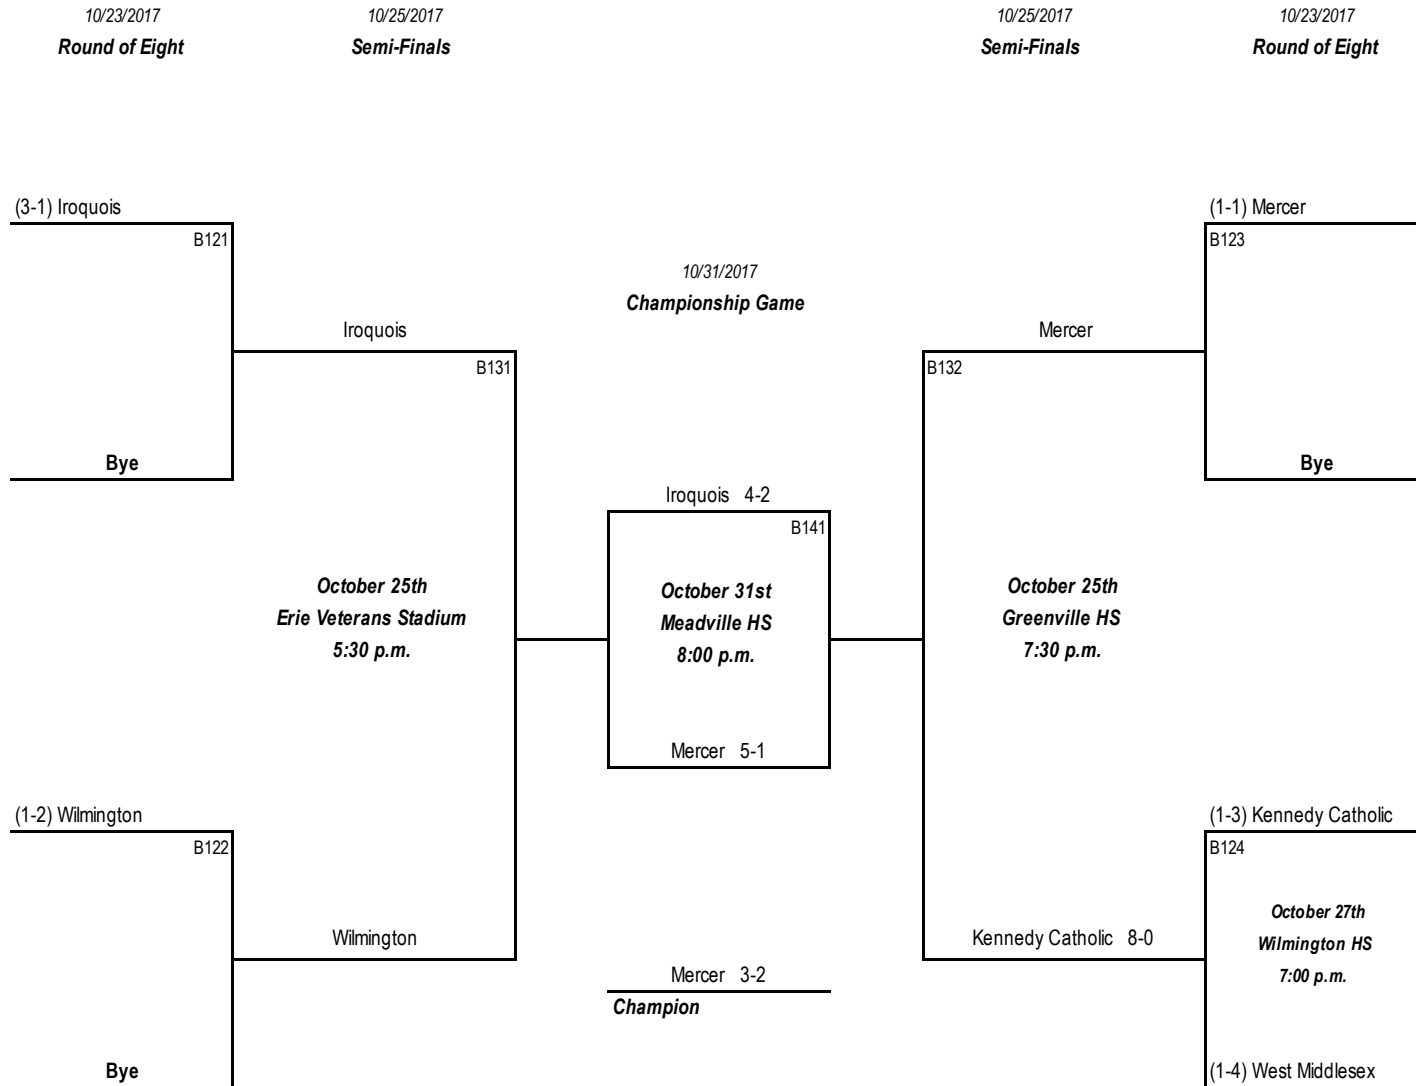 10/23/2017
Round of Eight
10/25/2017
Semi-Finals
10/25/2017
Semi-Finals
10/23/2017
Round of Eight
(3-1) Iroquois
B121
Bye
Iroquois
B131
October 25th
Erie Veterans Stadium
5:30 p.m.
(1-2) Wilmington
B122
Wilmington
Bye
10/31/2017
Championship Game
Iroquois 4-2
B141
October 31st
Meadville HS
8:00 p.m.
Mercer 5-1
Mercer 3-2
Champion
Mercer
B132
October 25th
Greenville HS
7:30 p.m.
Kennedy Catholic 8-0
(1-1) Mercer
B123
Bye
(1-3) Kennedy Catholic
B124
October 27th
Wilmington HS
7:00 p.m.
(1-4) West Middlesex